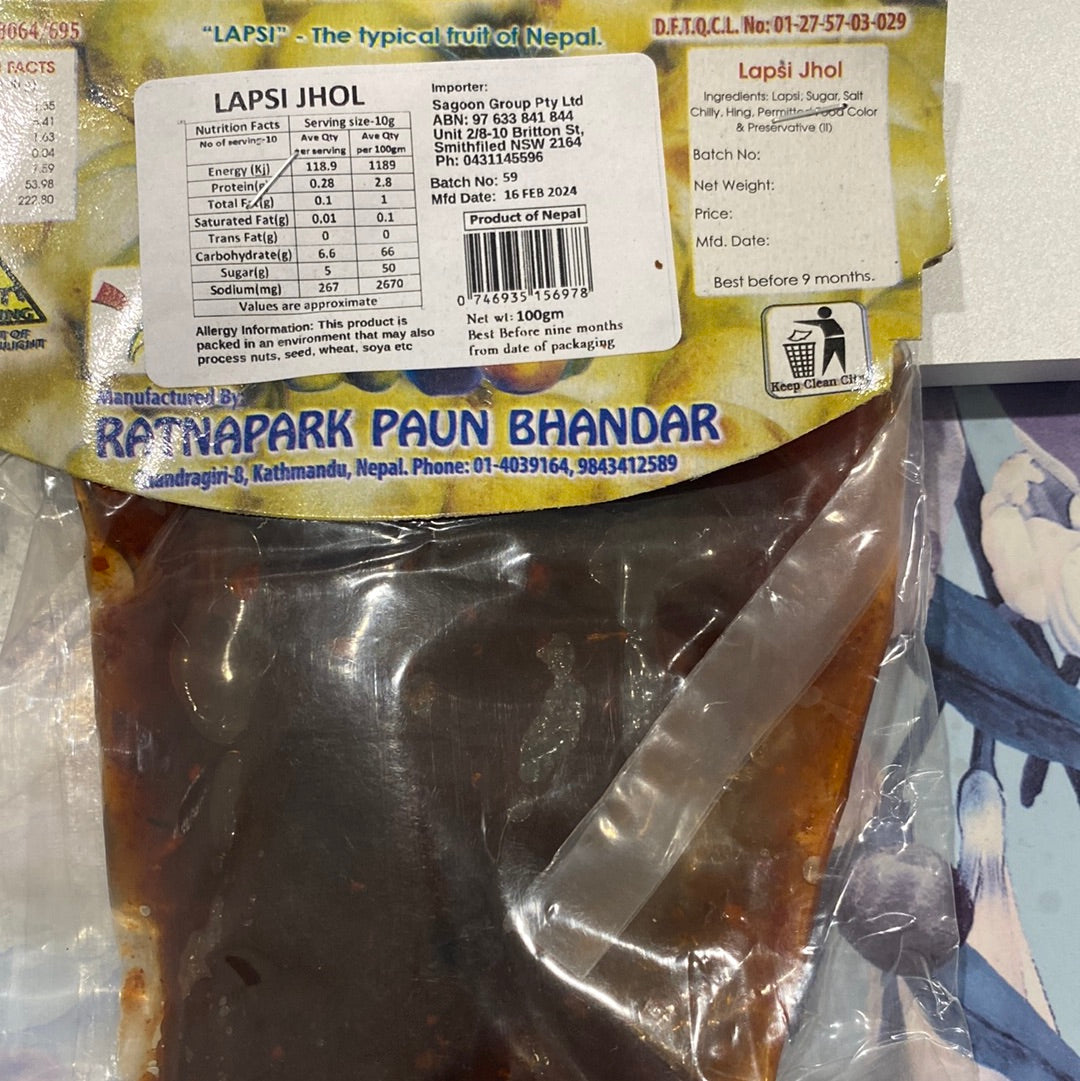 3064/695
"LAPSI" - The typical fruit of Nepal.
D.F.T.Q.C.L. No: 01-27-57-03-029
FACTS
1.63
0.04
53.98
222.80
LAPSI JHOL
Nutrition Facts Serving size-10g
No of serving-10 Ave Qty per serving Ave Qty per 100gm
Energy (Kj) 118.9 1189
Protein(g) 0.28 2.8
Total Fat(g) 0.1 1
Saturated Fat(g) 0.01 0.1
Trans Fat(g) 0 0
Carbohydrate(g) 6.6 66
Sugar(g) 5 50
Sodium(mg) 267 2670
Values are approximate
Allergy Information: This product is
packed in an environment that may also
process nuts, seed, wheat, soya etc
Importer:
Sagoon Group Pty Ltd
ABN: 97 633 841 844
Unit 2/8-10 Britton St,
Smithfiled NSW 2164
Ph: 0431145596
Batch No: 59
Mfd Date: 16 FEB 2024
Product of Nepal
0 746935 156978
Net wt: 100gm
Best Before nine months
from date of packaging
Lapsi Jhol
Ingredients: Lapsi, Sugar, Salt
Chilly, Hing, Permitted Food Color
& Preservative (II)
Batch No:
Net Weight:
Price:
Mfd. Date:
Best before 9 months.
Keep Clean City
Manufactured By:
RATNAPARK PAUN BHANDAR
Kathmandu, Nepal. Phone: 01-4039164, 9843412589